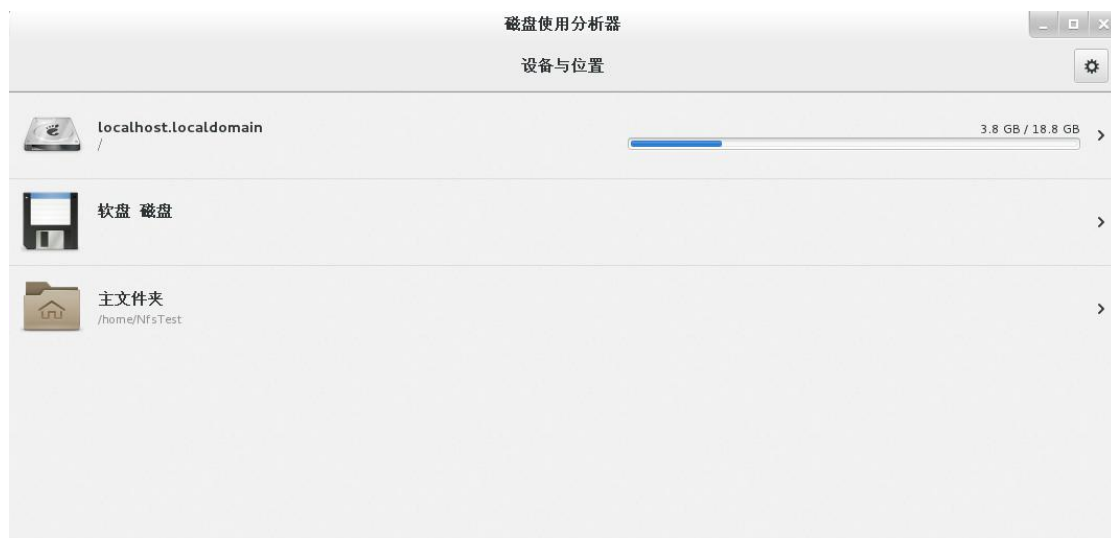 磁盘使用分析器
设备与位置
localhost.localdomain
/
3.8 GB / 18.8 GB
软盘 磁盘
主文件夹
/home/NfsTest